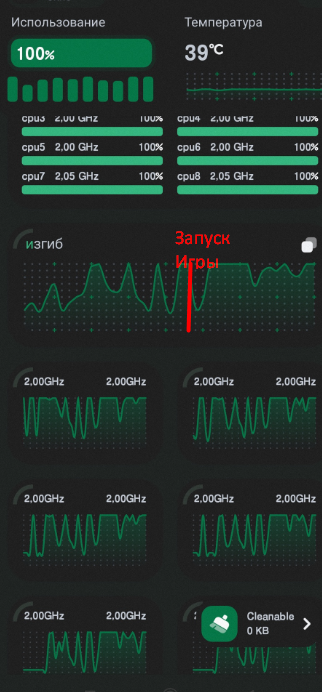 Использование
Температура
100%
39°C
cpu3 2,00 GHz 100%
cpu4 2,00 GHz 100%
cpu5 2,00 GHz 100%
cpu6 2,00 GHz 100%
cpu7 2,05 GHz 100%
cpu8 2,05 GHz 100%
изгиб
Запуск
Игры
2,00GHz 2,00GHz
2,00GHz 2,00GHz
2,00GHz 2,00GHz
2,00GHz 2,00GHz
2,00GHz 2,00GHz
Cleanable
0 KB